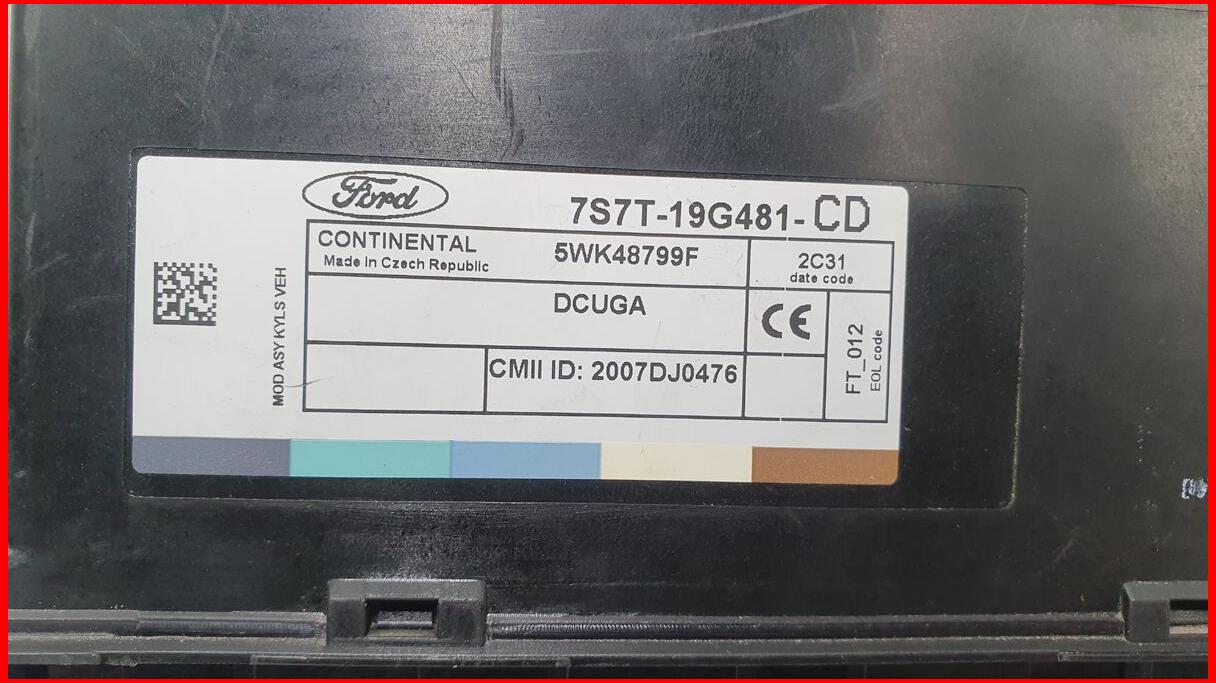 Ford
7S7T-19G481-CD
CONTINENTAL
Made in Czech Republic
5WK48799F
2C31
date code
DCUGA
CE
FT_012
EOL code
CMII ID: 2007DJ0476
MOD ASY KYLS VEH